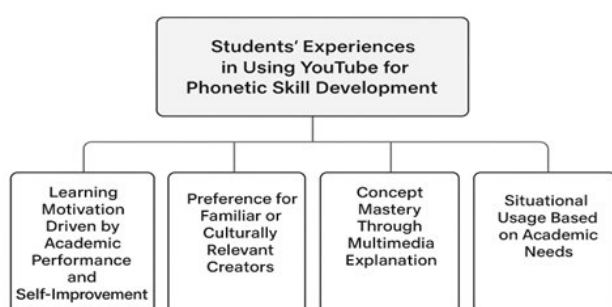 Students’ Experiences
in Using YouTube for
Phonetic Skill Development
Learning
Motivation
Driven by
Academic
Performance
and
Self-Improvement
Preference for
Familiar or
Culturally
Relevant
Creators
Concept
Mastery
Through
Multimedia
Explanation
Situational
Usage Based
on Academic
Needs